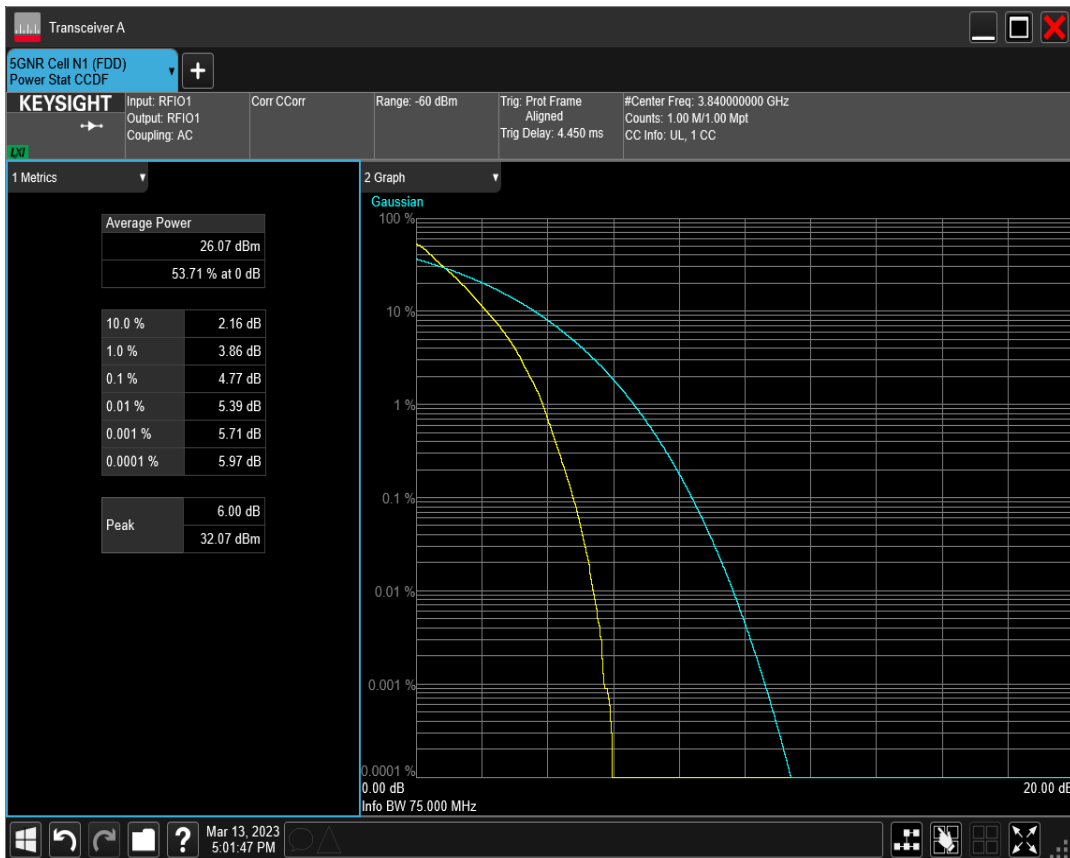 Transceiver A
5GNR Cell N1 (FDD)
Power Stat CCDF
KEYSIGHT
LXI
Input: RFIO1
Output: RFIO1
Coupling: AC
Corr CCorr
Range: -60 dBm
Trig: Prot Frame
Aligned
Trig Delay: 4.450 ms
#Center Freq: 3.840000000 GHz
Counts: 1.00 M/1.00 Mpt
CC Info: UL, 1 CC
1 Metrics
Average Power
26.07 dBm
53.71 % at 0 dB
10.0 % 2.16 dB
1.0 % 3.86 dB
0.1 % 4.77 dB
0.01 % 5.39 dB
0.001 % 5.71 dB
0.0001 % 5.97 dB
Peak 6.00 dB
32.07 dBm
2 Graph
Gaussian
100 %
10 %
1 %
0.1 %
0.01 %
0.001 %
0.0001 %
0.00 dB 20.00 dB
Info BW 75.000 MHz
Mar 13, 2023
5:01:47 PM